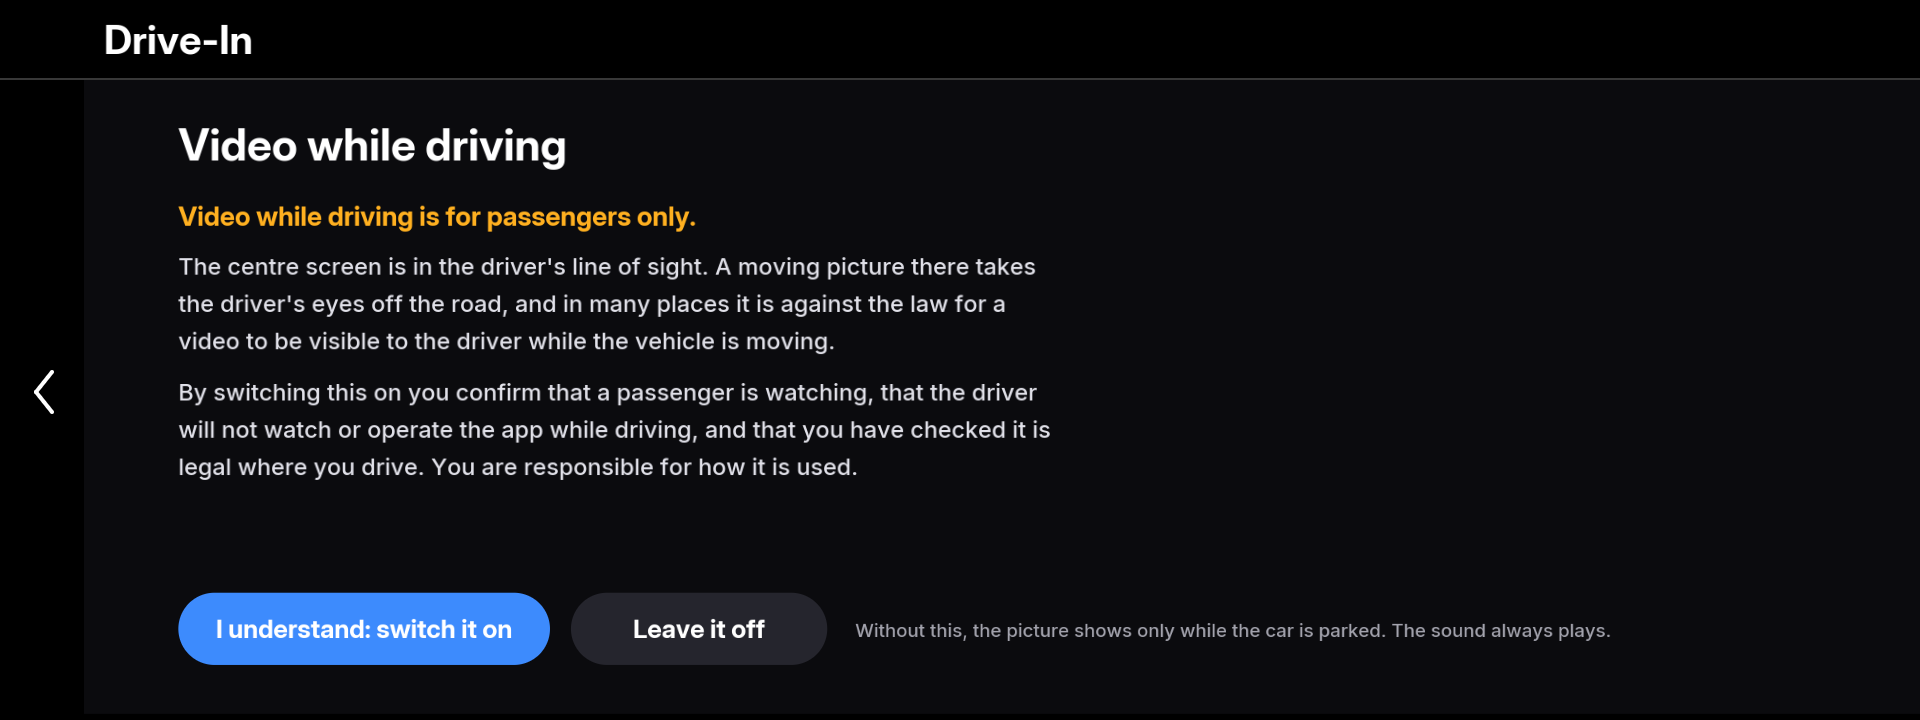 Drive-In
Video while driving
Video while driving is for passengers only.
The centre screen is in the driver's line of sight. A moving picture there takes
the driver's eyes off the road, and in many places it is against the law for a
video to be visible to the driver while the vehicle is moving.
By switching this on you confirm that a passenger is watching, that the driver
will not watch or operate the app while driving, and that you have checked it is
legal where you drive. You are responsible for how it is used.
I understand: switch it on
Leave it off
Without this, the picture shows only while the car is parked. The sound always plays.